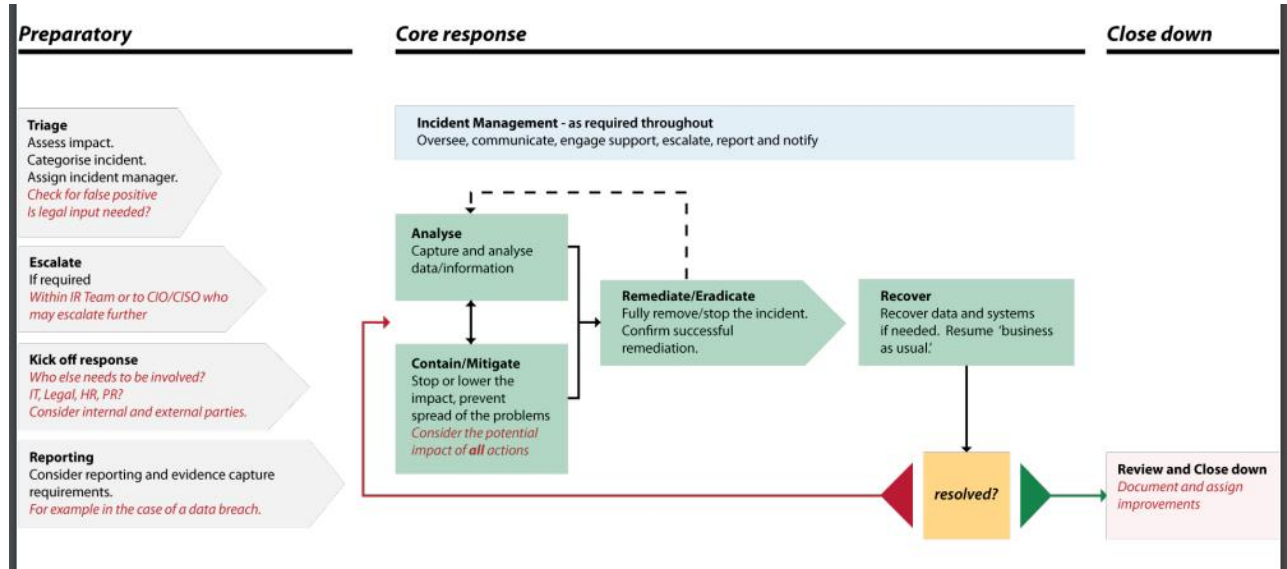 Preparatory
Core response
Close down
Triage
Assess impact.
Categorise incident.
Assign incident manager.
Check for false positive
Is legal input needed?
Escalate
If required
Within IR Team or to CIO/CISO who
may escalate further
Kick off response
Who else needs to be involved?
IT, Legal, HR, PR?
Consider internal and external parties.
Reporting
Consider reporting and evidence capture
requirements.
For example in the case of a data breach.
Incident Management - as required throughout
Oversee, communicate, engage support, escalate, report and notify
Analyse
Capture and analyse
data/information
Contain/Mitigate
Stop or lower the
impact, prevent
spread of the problems
Consider the potential
impact of all actions
Remediate/Eradicate
Fully remove/stop the incident.
Confirm successful
remediation.
Recover
Recover data and systems
if needed. Resume ‘business
as usual.’
resolved?
Review and Close down
Document and assign
improvements